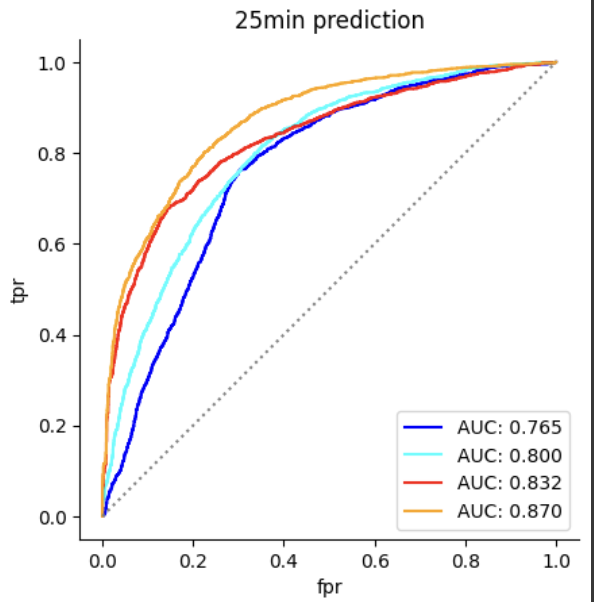 25min prediction
tpr
1.0
0.8
0.6
0.4
0.2
0.0
AUC: 0.765
AUC: 0.800
AUC: 0.832
AUC: 0.870
0.0 0.2 0.4 0.6 0.8 1.0
fpr